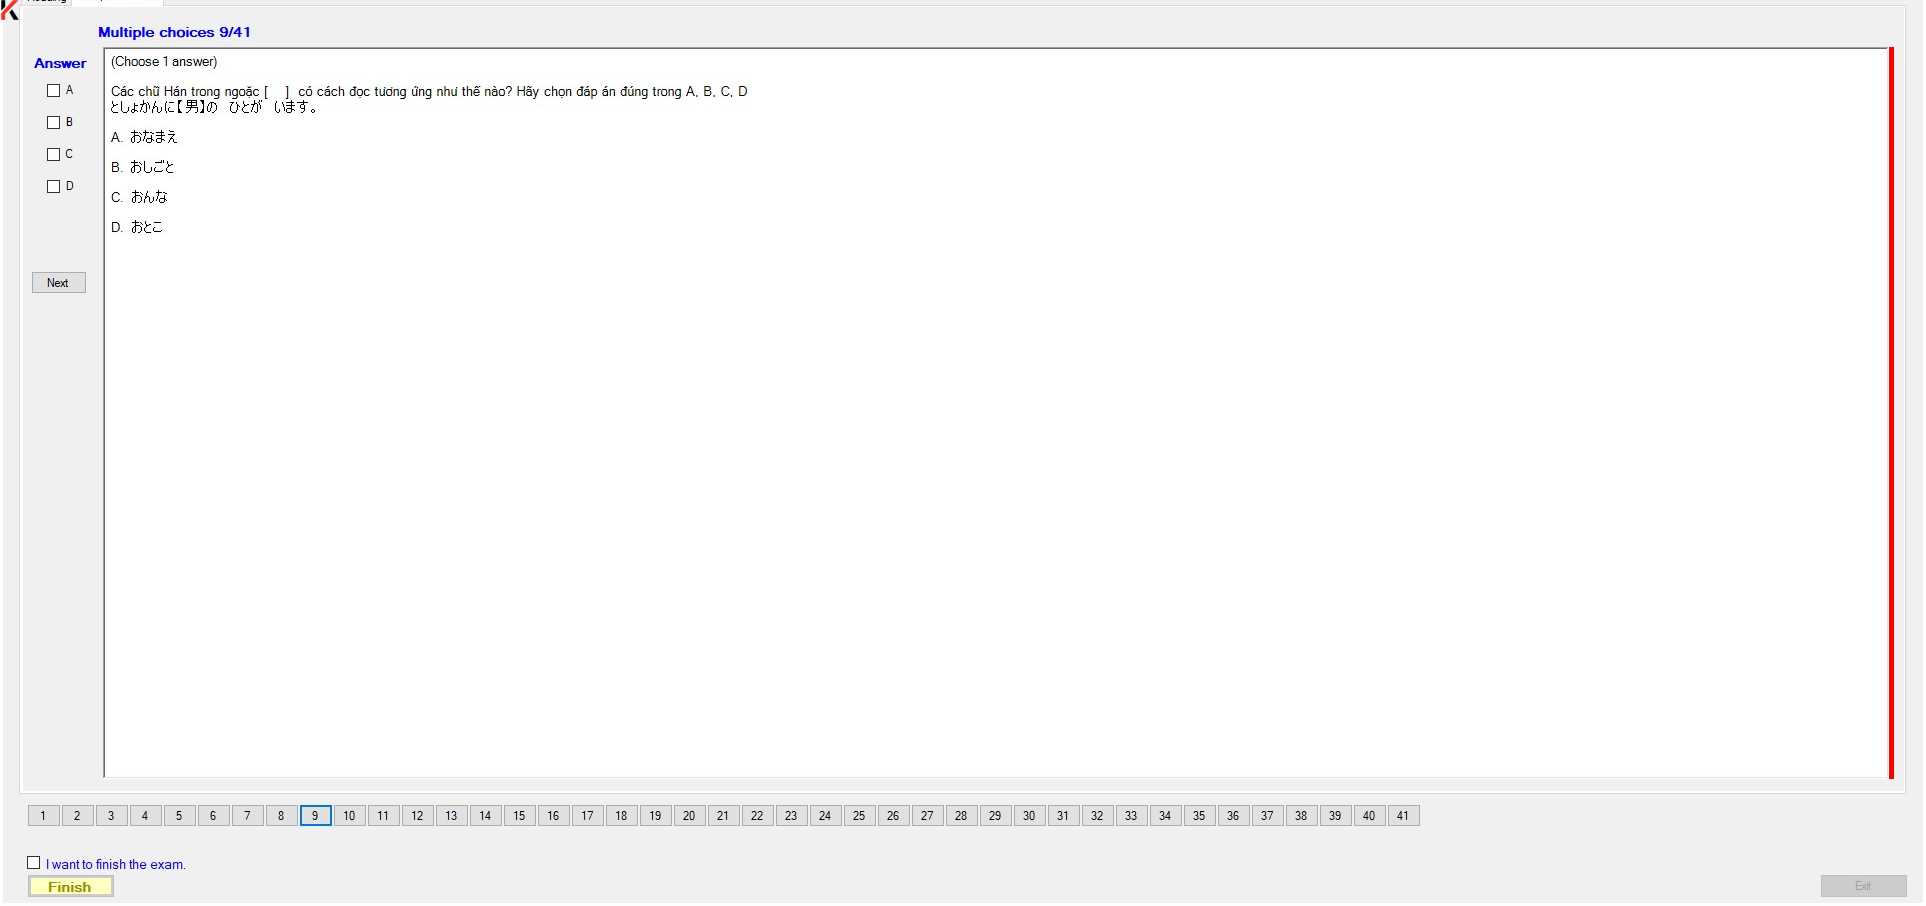 Multiple choices 9/41
Answer
A
B
C
D
Next
(Choose 1 answer)
Các chữ Hán trong ngoặc [ ] có cách đọc tương ứng như thế nào? Hãy chọn đáp án đúng trong A, B, C, D
としょかんに【男】の ひとが います。
A. おなまえ
B. おしごと
C. おんな
D. おとこ
1 2 3 4 5 6 7 8 9 10 11 12 13 14 15 16 17 18 19 20 21 22 23 24 25 26 27 28 29 30 31 32 33 34 35 36 37 38 39 40 41
I want to finish the exam.
Finish
Exit